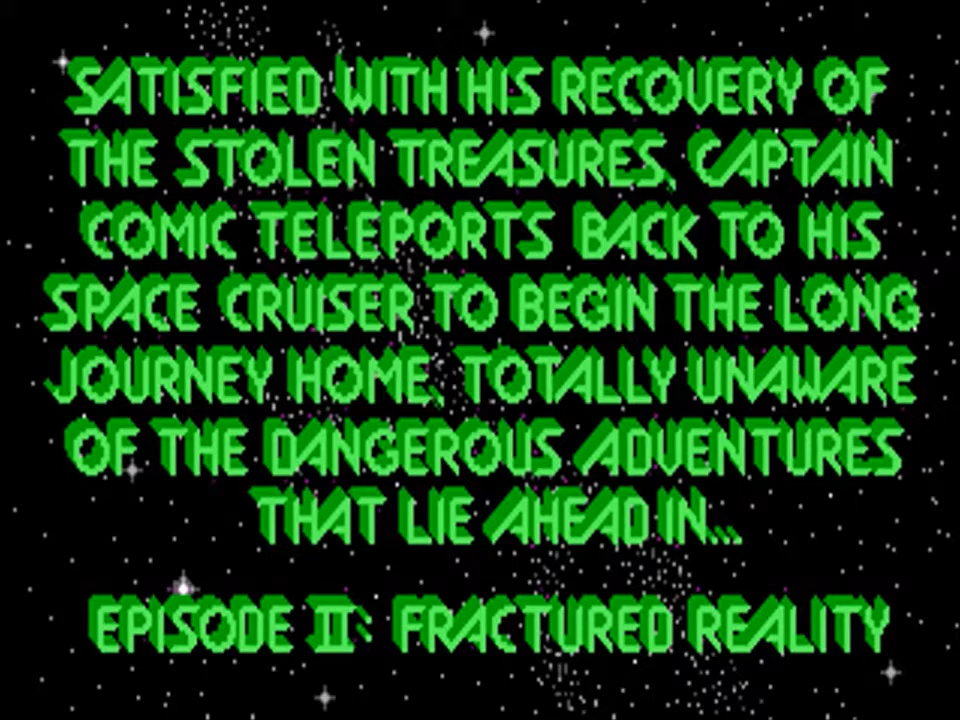 SATISFIED WITH HIS RECOVERY OF
THE STOLEN TREASURES, CAPTAIN
COMIC TELEPORTS BACK TO HIS
SPACE CRUISER TO BEGIN THE LONG
JOURNEY HOME, TOTALLY UNAWARE
OF THE DANGEROUS ADVENTURES
THAT LIE AHEAD IN...
EPISODE II: FRACTURED REALITY